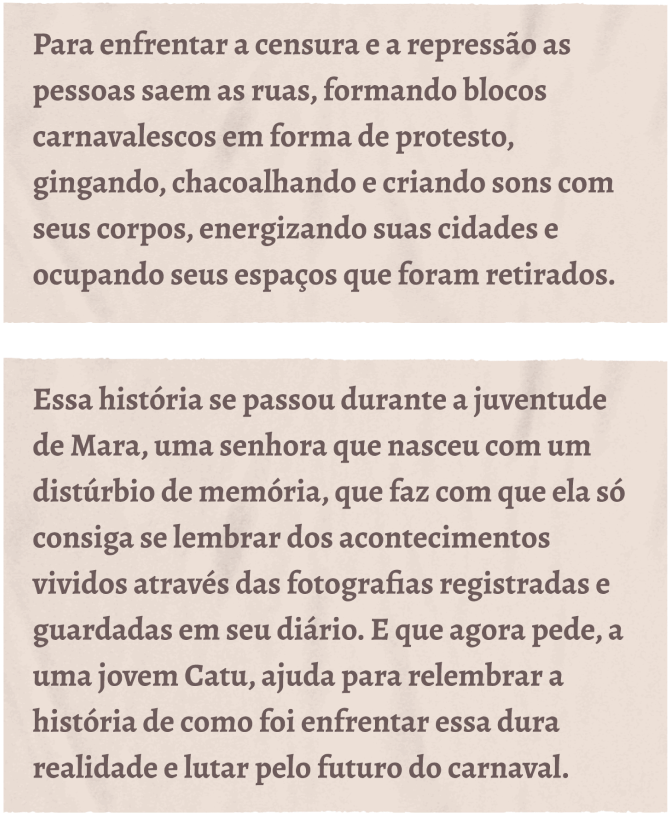 Para enfrentar a censura e a repressão as
pessoas saem as ruas, formando blocos
carnavalescos em forma de protesto,
gingando, chacoalhando e criando sons com
seus corpos, energizando suas cidades e
ocupando seus espaços que foram retirados.
Essa história se passou durante a juventude
de Mara, uma senhora que nasceu com um
distúrbio de memória, que faz com que ela só
consiga se lembrar dos acontecimentos
vividos através das fotografias registradas e
guardadas em seu diário. E que agora pede, a
uma jovem Catu, ajuda para relembrar a
história de como foi enfrentar essa dura
realidade e lutar pelo futuro do carnaval.